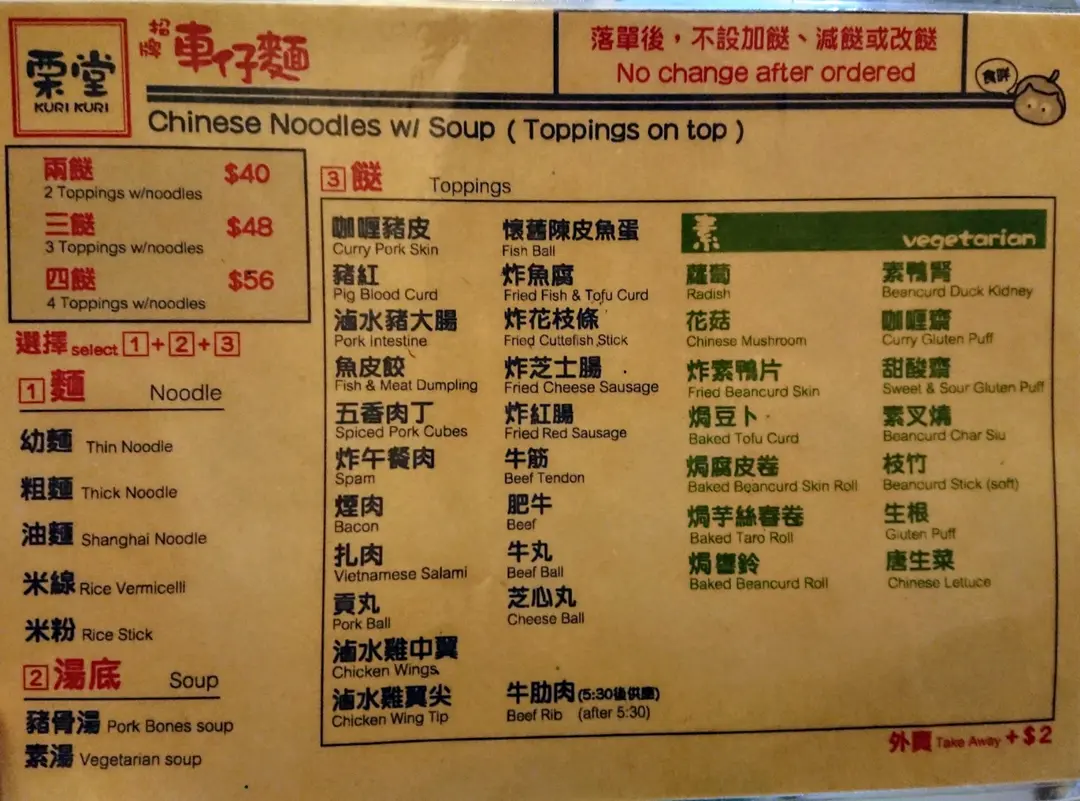 栗堂
KURI KURI
招牌
車仔麵
落單後，不設加餸、減餸或改餸
No change after ordered
食咩
Chinese Noodles w/ Soup ( Toppings on top )
兩餸 $40
2 Toppings w/noodles
三餸 $48
3 Toppings w/noodles
四餸 $56
4 Toppings w/noodles
選擇 select 1 + 2 + 3
1 麵 Noodle
幼麵 Thin Noodle
粗麵 Thick Noodle
油麵 Shanghai Noodle
米線 Rice Vermicelli
米粉 Rice Stick
2 湯底 Soup
豬骨湯 Pork Bones soup
素湯 Vegetarian soup
3 餸 Toppings
咖喱豬皮
Curry Pork Skin
豬紅
Pig Blood Curd
滷水豬大腸
Pork Intestine
魚皮餃
Fish & Meat Dumpling
五香肉丁
Spiced Pork Cubes
炸午餐肉
Spam
煙肉
Bacon
扎肉
Vietnamese Salami
貢丸
Pork Ball
滷水雞中翼
Chicken Wings
滷水雞翼尖
Chicken Wing Tip
懷舊陳皮魚蛋
Fish Ball
炸魚腐
Fried Fish & Tofu Curd
炸花枝條
Fried Cuttefish Stick
炸芝士腸
Fried Cheese Sausage
炸紅腸
Fried Red Sausage
牛筋
Beef Tendon
肥牛
Beef
牛丸
Beef Ball
芝心丸
Cheese Ball
牛肋肉 (5:30後供應)
Beef Rib (after 5:30)
素 vegetarian
蘿蔔
Radish
花菇
Chinese Mushroom
炸素鴨片
Fried Beancurd Skin
焗豆卜
Baked Tofu Curd
焗腐皮卷
Baked Beancurd Skin Roll
焗芋絲春卷
Baked Taro Roll
焗響鈴
Baked Beancurd Roll
素鴨腎
Beancurd Duck Kidney
咖喱齋
Curry Gluten Puff
甜酸齋
Sweet & Sour Gluten Puff
素叉燒
Beancurd Char Siu
枝竹
Beancurd Stick (soft)
生根
Gluten Puff
唐生菜
Chinese Lettuce
外賣 Take Away + $2